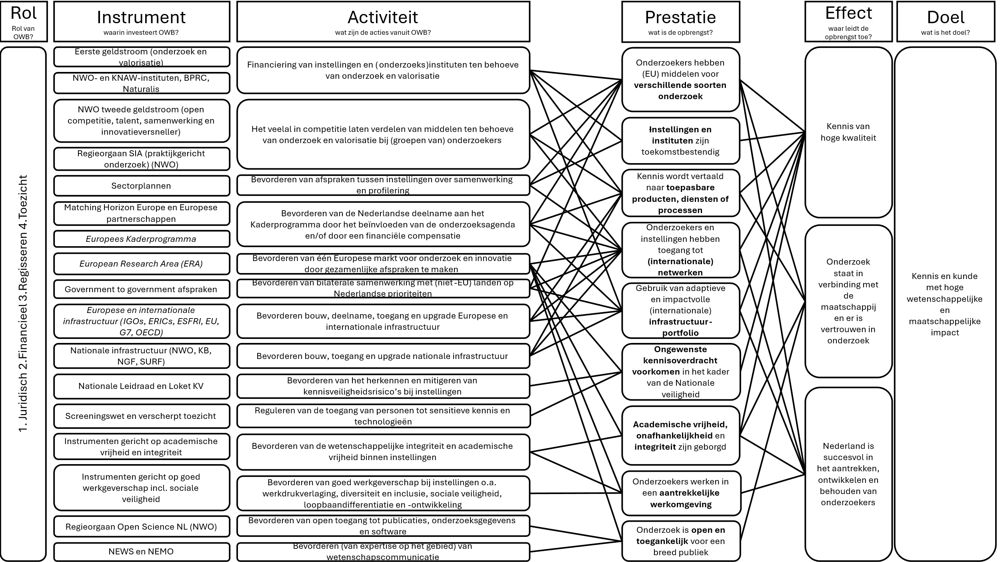 Rol
Rol van
OWB?
Instrument
waarin investeert OWB?
Activiteit
wat zijn de acties vanuit OWB?
Prestatie
wat is de opbrengst?
Effect
waar leidt de
opbrengst toe?
Doel
wat is het doel?
1. Juridisch 2.Financieel 3.Regisseren 4.Toezicht
Eerste geldstroom (onderzoek en
valorisatie)
NWO- en KNAW-instituten, BPRC,
Naturalis
NWO tweede geldstroom (open
competitie, talent, samenwerking en
innovatieversneller)
Regieorgaan SIA (praktijkgericht
onderzoek) (NWO)
Sectorplannen
Matching Horizon Europe en Europese
partnerschappen
Europees Kaderprogramma
European Research Area (ERA)
Government to government afspraken
Europese en internationale
infrastructuur (IGOs, ERICs, ESFRI, EU,
G7, OECD)
Nationale infrastructuur (NWO, KB,
NGF, SURF)
Nationale Leidraad en Loket KV
Screeningswet en verscherpt toezicht
Instrumenten gericht op academische
vrijheid en integriteit
Instrumenten gericht op goed
werkgeverschap incl. sociale
veiligheid
Regieorgaan Open Science NL (NWO)
NEWS en NEMO
Financiering van instellingen en (onderzoeks)instituten ten behoeve
van onderzoek en valorisatie
Het veelal in competitie laten verdelen van middelen ten behoeve
van onderzoek en valorisatie bij (groepen van) onderzoekers
Bevorderen van afspraken tussen instellingen over samenwerking
en profilering
Bevorderen van de Nederlandse deelname aan het
Kaderprogramma door het beïnvloeden van de onderzoeksagenda
en/of door een financiële compensatie
Bevorderen van één Europese markt voor onderzoek en innovatie
door gezamenlijke afspraken te maken
Bevorderen van bilaterale samenwerking met (niet-EU) landen op
Nederlandse prioriteiten
Bevorderen bouw, deelname, toegang en upgrade Europese en
internationale infrastructuur
Bevorderen bouw, toegang en upgrade nationale infrastructuur
Bevorderen van het herkennen en mitigeren van
kennisveiligheidsrisico’s bij instellingen
Reguleren van de toegang van personen tot sensitieve kennis en
technologieën
Bevorderen van de wetenschappelijke integriteit en academische
vrijheid binnen instellingen
Bevorderen van goed werkgeverschap bij instellingen o.a.
werkdrukverlaging, diversiteit en inclusie, sociale veiligheid,
loopbaandifferentiatie en -ontwikkeling
Bevorderen van open toegang tot publicaties, onderzoeksgegevens
en software
Bevorderen (van expertise op het gebied) van
wetenschapscommunicatie
Onderzoekers hebben
(EU) middelen voor
verschillende soorten
onderzoek
Instellingen en
instituten zijn
toekomstbestendig
Kennis wordt vertaald
naar toepasbare
producten, diensten of
processen
Onderzoekers en
instellingen hebben
toegang tot
(internationale)
netwerken
Gebruik van adaptieve
en impactvolle
(internationale)
infrastructuur-
portfolio
Ongewenste
kennisoverdracht
voorkomen in het kader
van de Nationale
veiligheid
Academische vrijheid,
onafhankelijkheid en
integriteit zijn geborgd
Onderzoekers werken in
een aantrekkelijke
werkomgeving
Onderzoek is open en
toegankelijk voor een
breed publiek
Kennis van
hoge kwaliteit
Onderzoek
staat in
verbinding met
de
maatschappij
en er is
vertrouwen in
onderzoek
Nederland is
succesvol in
het aantrekken,
ontwikkelen en
behouden van
onderzoekers
Kennis en kunde
met hoge
wetenschappelijke
en
maatschappelijke
impact